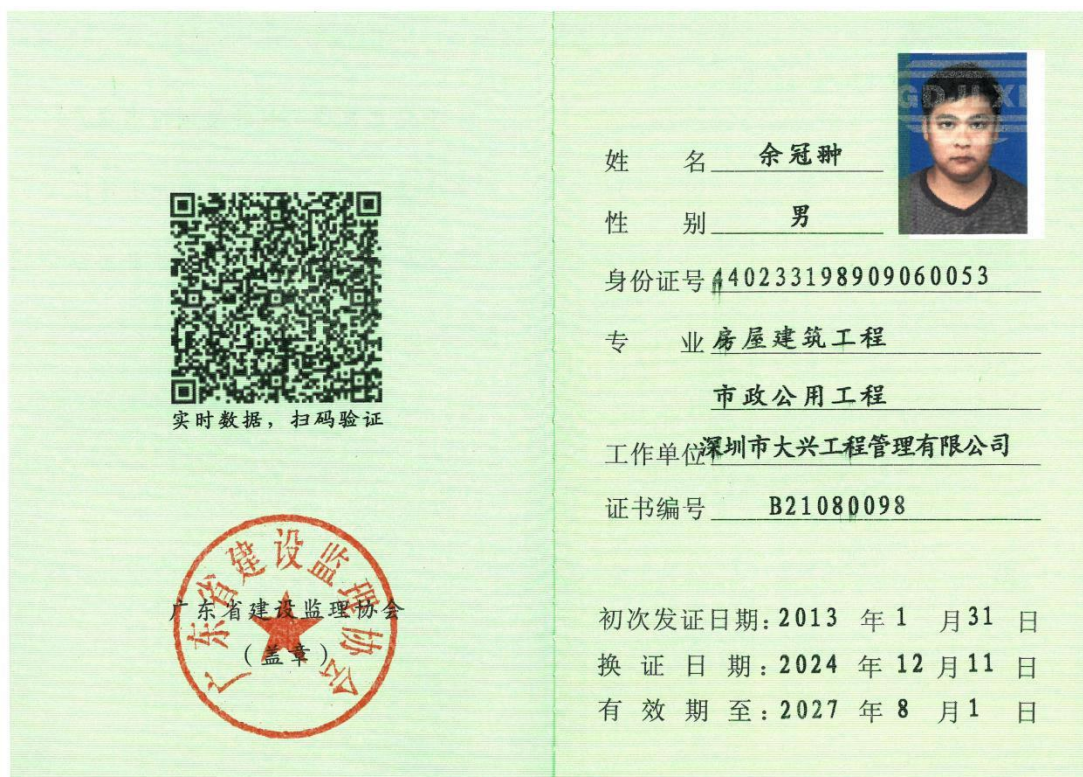 实时数据，扫码验证
广东省建设监理协会
广东省建设监理协会
（盖章）
GDJLXH
姓 名 余冠翀
性 别 男
身份证号 440233198909060053
专 业 房屋建筑工程
市政公用工程
工作单位 深圳市大兴工程管理有限公司
证书编号 B21080098
初次发证日期：2013 年 1 月 31 日
换 证 日 期：2024 年 12 月 11 日
有 效 期 至：2027 年 8 月 1 日